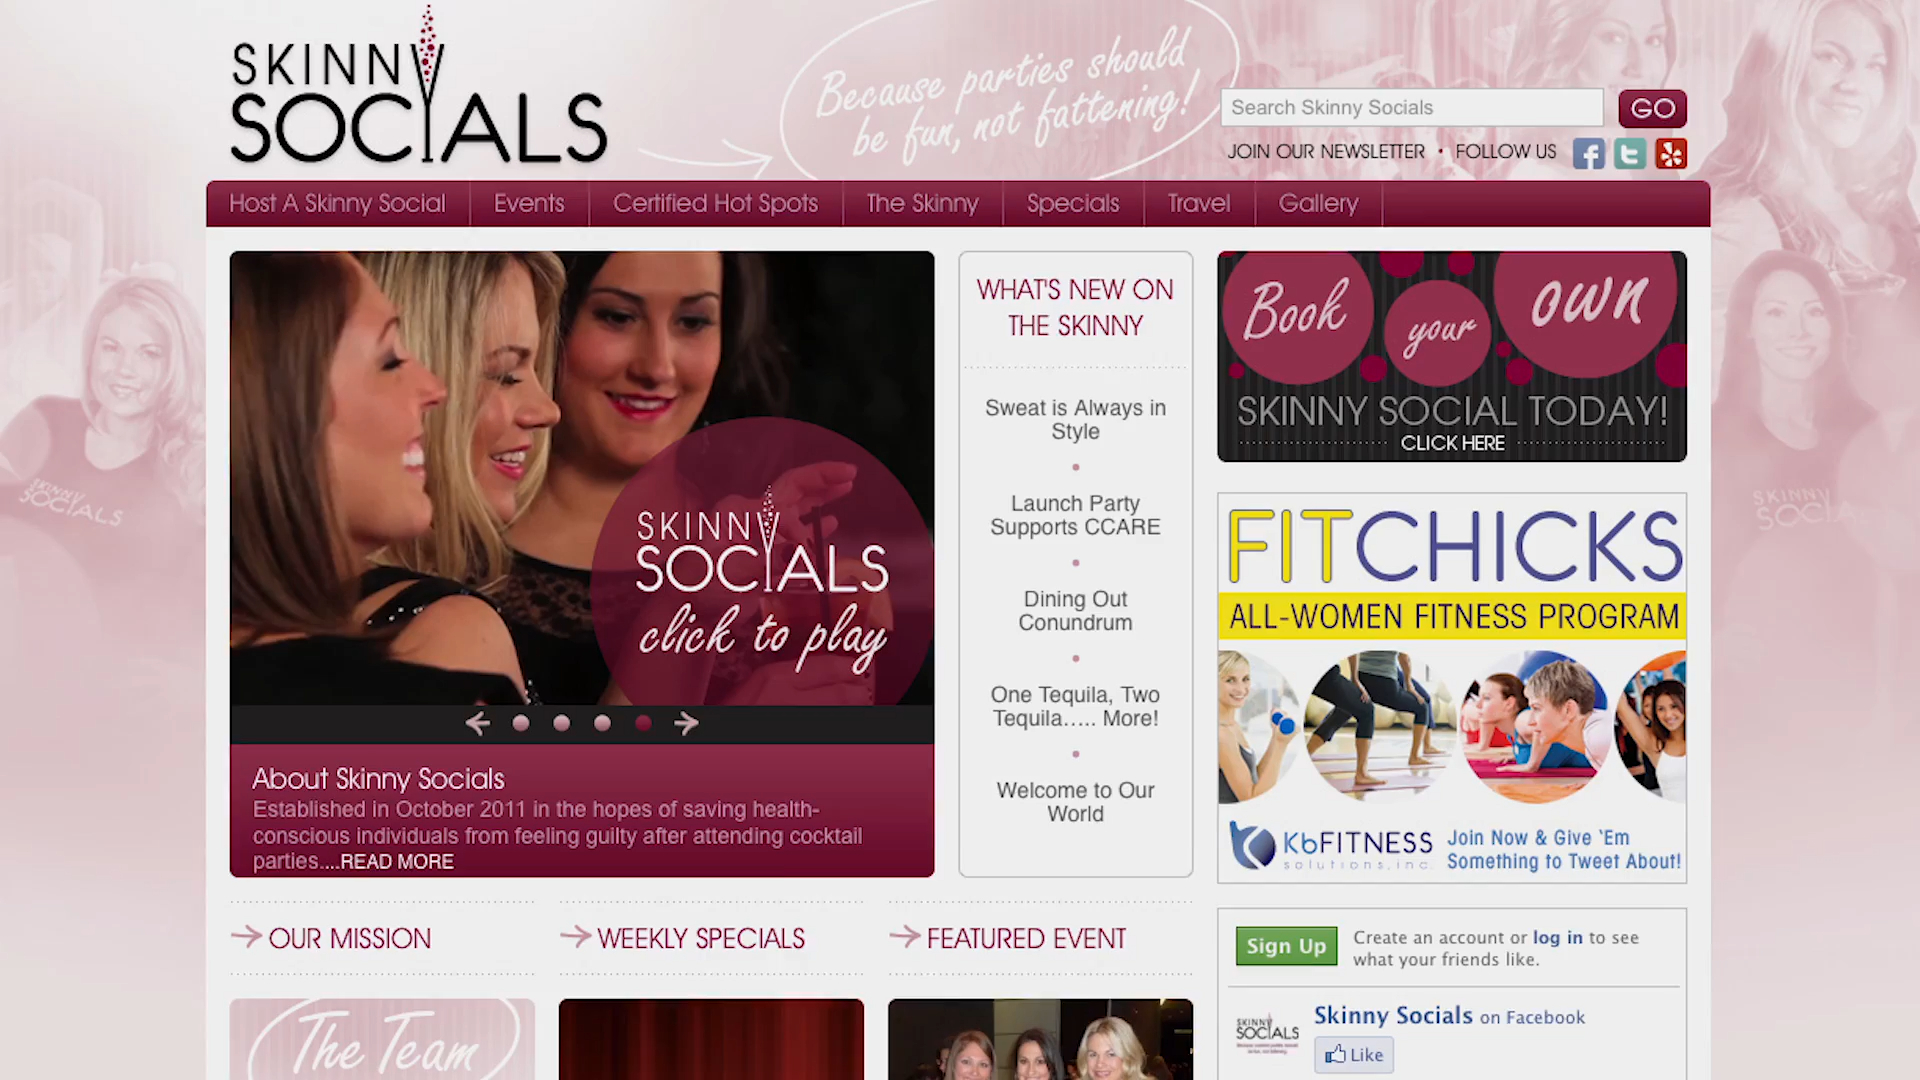 SKINNY
SOCIALS
Because parties should
be fun, not fattening!
Search Skinny Socials
GO
JOIN OUR NEWSLETTER • FOLLOW US
Host A Skinny Social
Events
Certified Hot Spots
The Skinny
Specials
Travel
Gallery
SKINNY
SOCIALS
click to play
About Skinny Socials
Established in October 2011 in the hopes of saving health-
conscious individuals from feeling guilty after attending cocktail
parties....READ MORE
WHAT'S NEW ON
THE SKINNY
Sweat is Always in
Style
Launch Party
Supports CCARE
Dining Out
Conundrum
One Tequila, Two
Tequila..... More!
Welcome to Our
World
Book your own
SKINNY SOCIAL TODAY!
CLICK HERE
FITCHICKS
ALL-WOMEN FITNESS PROGRAM
KbFITNESS
solutions, inc.
Join Now & Give 'Em
Something to Tweet About!
SKINNY
SOCIALS
SKINNY
SOCIA
OUR MISSION
WEEKLY SPECIALS
FEATURED EVENT
The Team
Sign Up
Create an account or log in to see
what your friends like.
SKINNY
SOCIALS
Skinny Socials on Facebook
Like